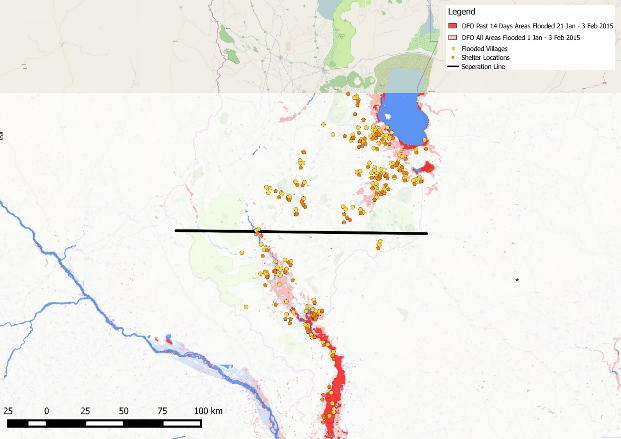 Legend
DFO Past 14 Days Areas Flooded 21 Jan - 3 Feb 2015
DFO All Areas Flooded 1 Jan - 3 Feb 2015
Flooded Villages
Shelter Locations
Seperation Line
25 0 25 50 75 100 km